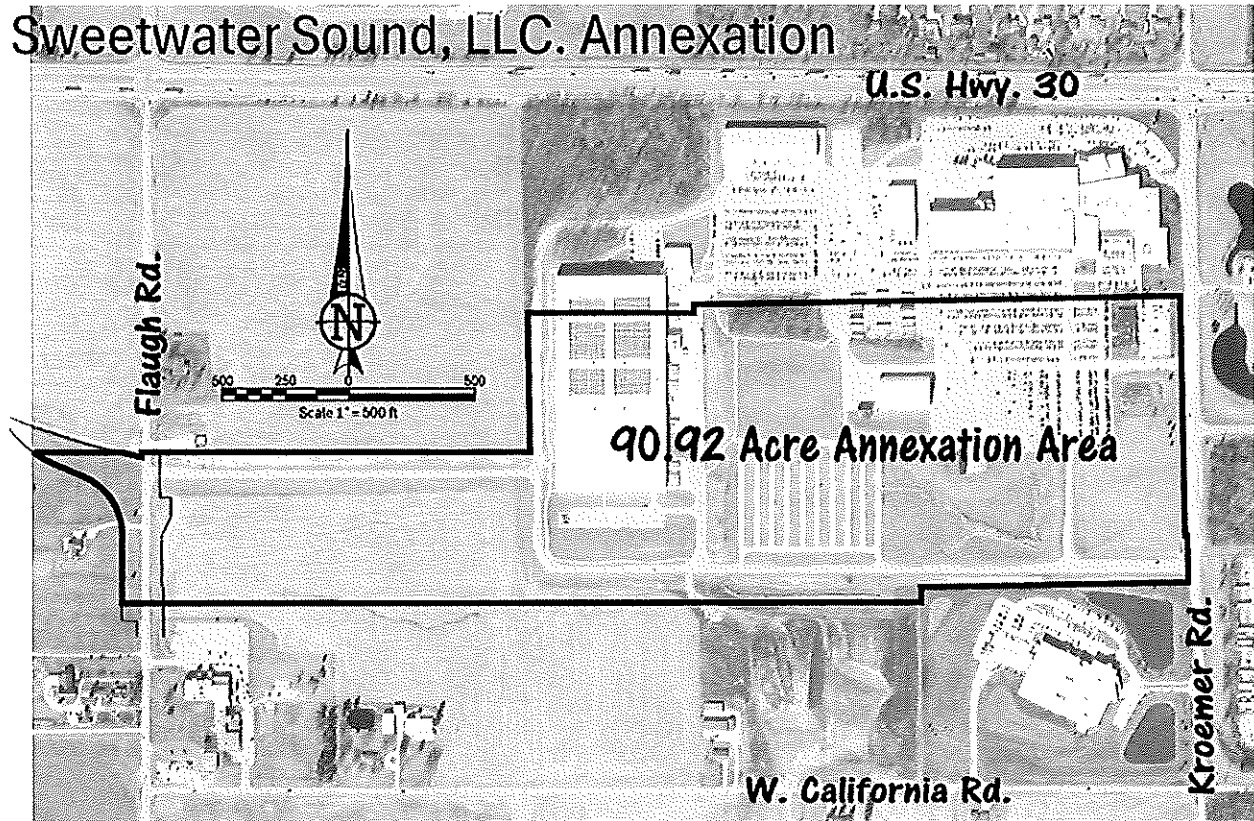 Sweetwater Sound, LLC. Annexation
U.S. Hwy. 30
Flaugh Rd.
N
500 250 0 500
Scale 1" = 500 ft
90.92 Acre Annexation Area
Kroemer Rd.
W. California Rd.